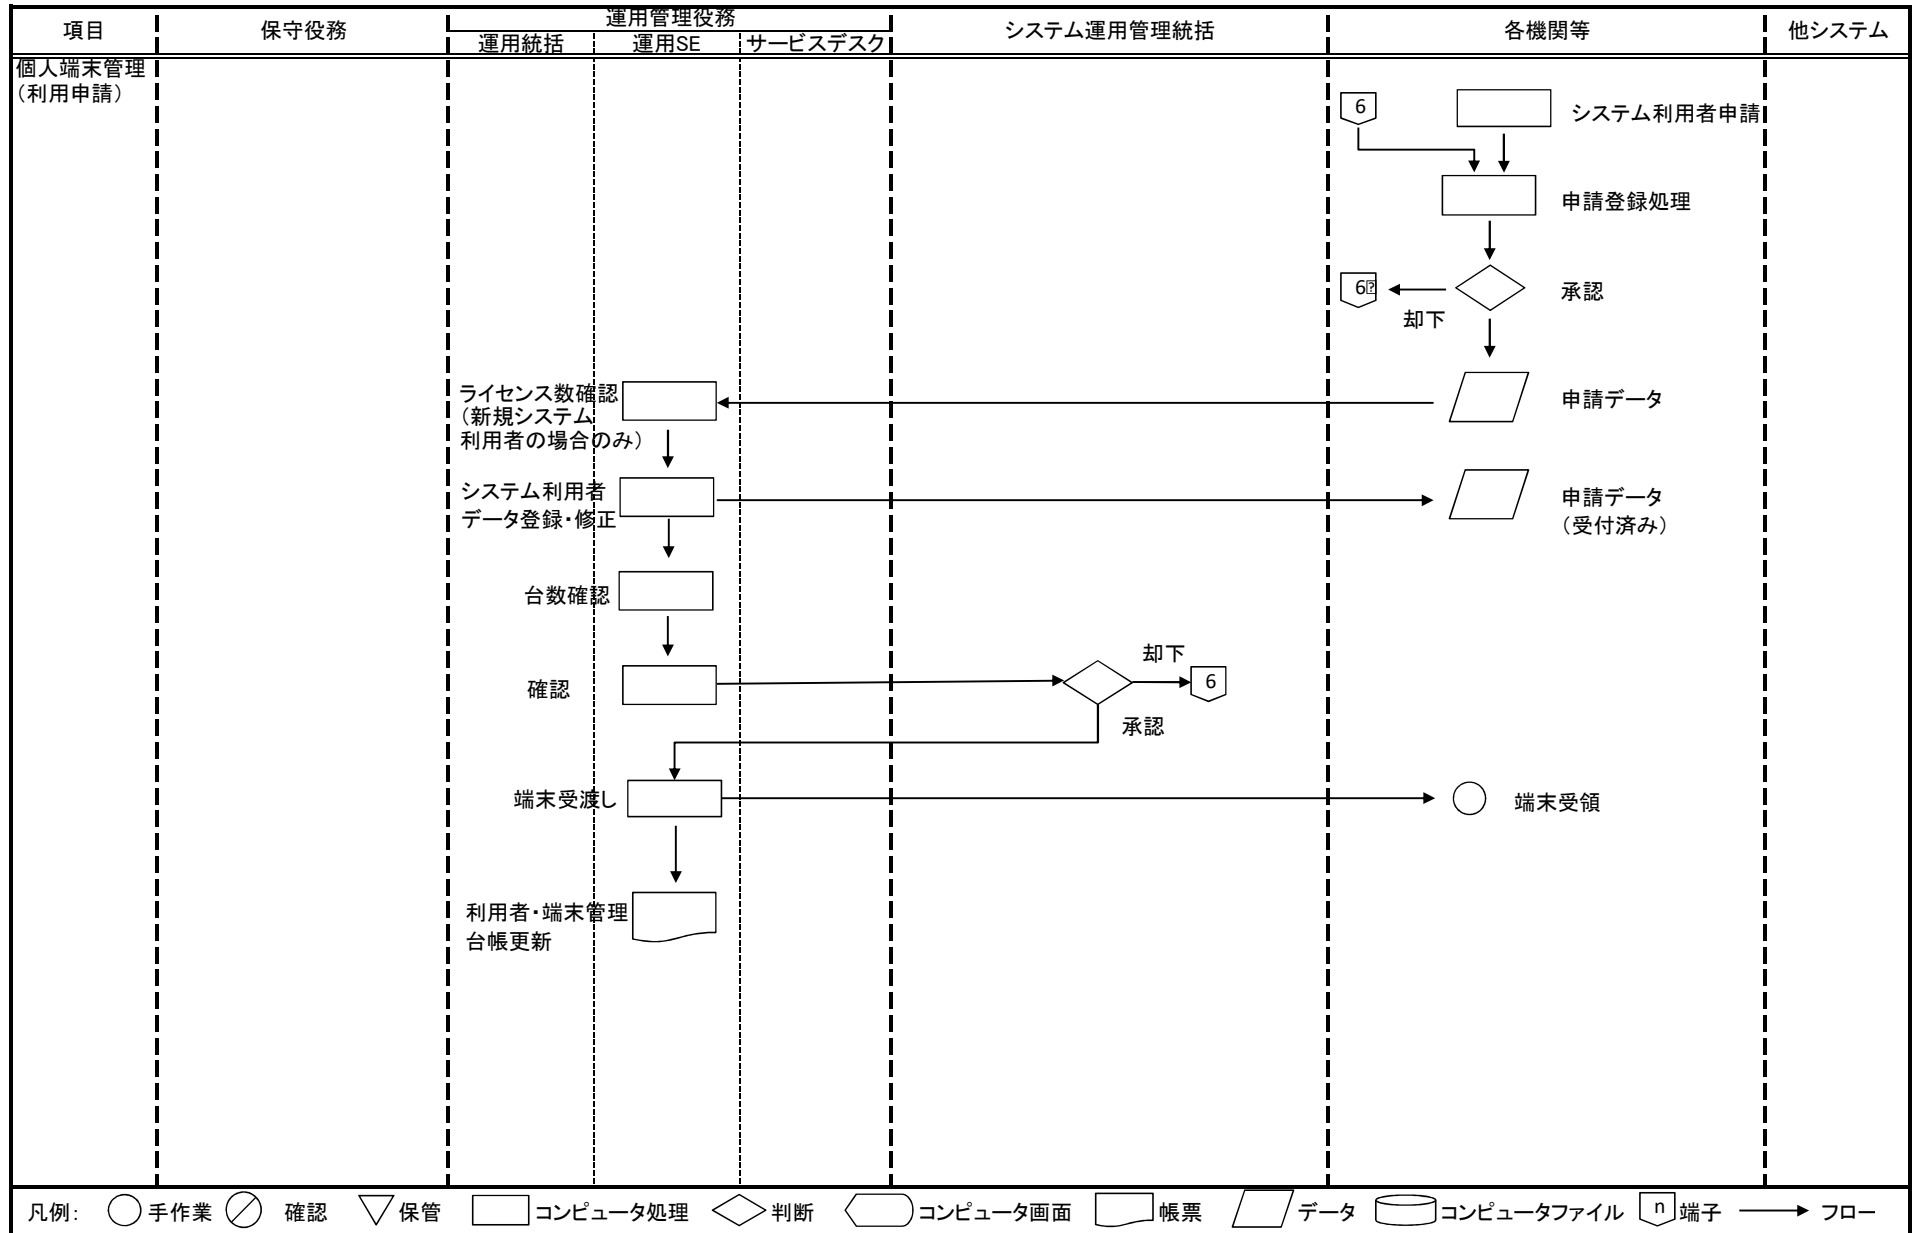 項目
保守役務
運用管理役務
運用統括
運用SE
サービスデスク
システム運用管理統括
各機関等
他システム
個人端末管理
（利用申請）
6
システム利用者申請
申請登録処理
6
承認
却下
ライセンス数確認
（新規システム
利用者の場合のみ）
申請データ
システム利用者
データ登録・修正
申請データ
（受付済み）
台数確認
却下
確認
6
承認
端末受渡し
端末受領
利用者・端末管理
台帳更新
凡例: 手作業 確認 保管 コンピュータ処理 判断 コンピュータ画面 帳票 データ コンピュータファイル n 端子 フロー